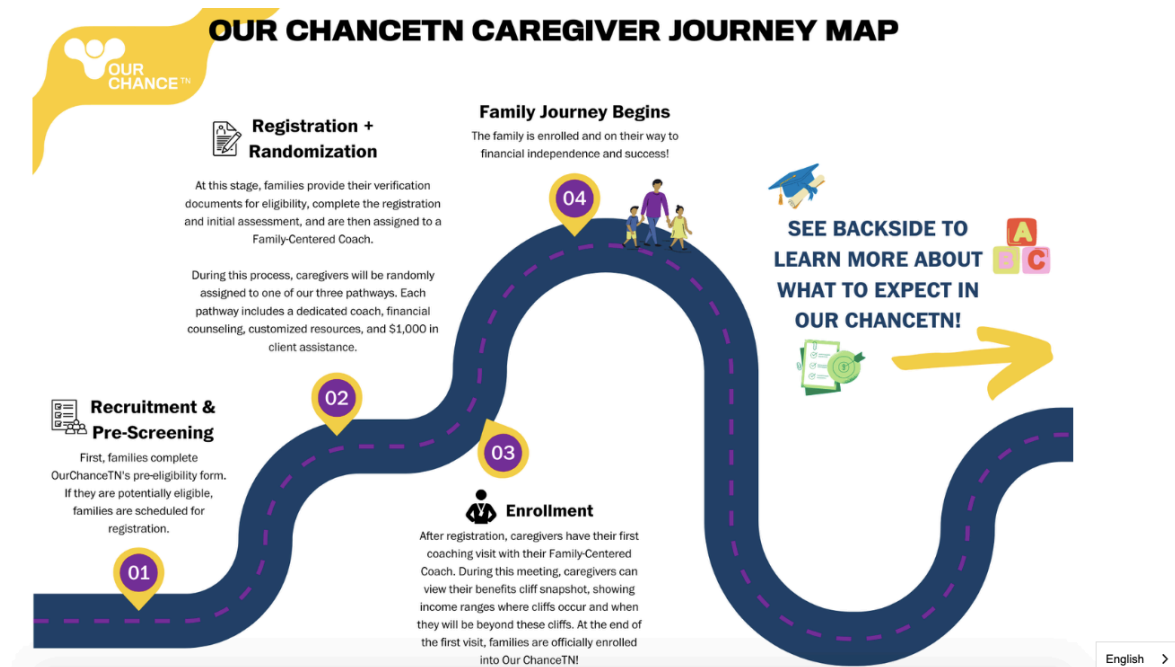 OUR CHANCETN CAREGIVER JOURNEY MAP
OUR
CHANCE™
Registration +
Randomization
At this stage, families provide their verification
documents for eligibility, complete the registration
and initial assessment, and are then assigned to a
Family-Centered Coach.
During this process, caregivers will be randomly
assigned to one of our three pathways. Each
pathway includes a dedicated coach, financial
counseling, customized resources, and $1,000 in
client assistance.
Family Journey Begins
The family is enrolled and on their way to
financial independence and success!
04
SEE BACKSIDE TO
LEARN MORE ABOUT
WHAT TO EXPECT IN
OUR CHANCETN!
A
B C
02
Recruitment &
Pre-Screening
First, families complete
OurChanceTN's pre-eligibility form.
If they are potentially eligible,
families are scheduled for
registration.
01
03
Enrollment
After registration, caregivers have their first
coaching visit with their Family-Centered
Coach. During this meeting, caregivers can
view their benefits cliff snapshot, showing
income ranges where cliffs occur and when
they will be beyond these cliffs. At the end of
the first visit, families are officially enrolled
into Our ChanceTN!
English